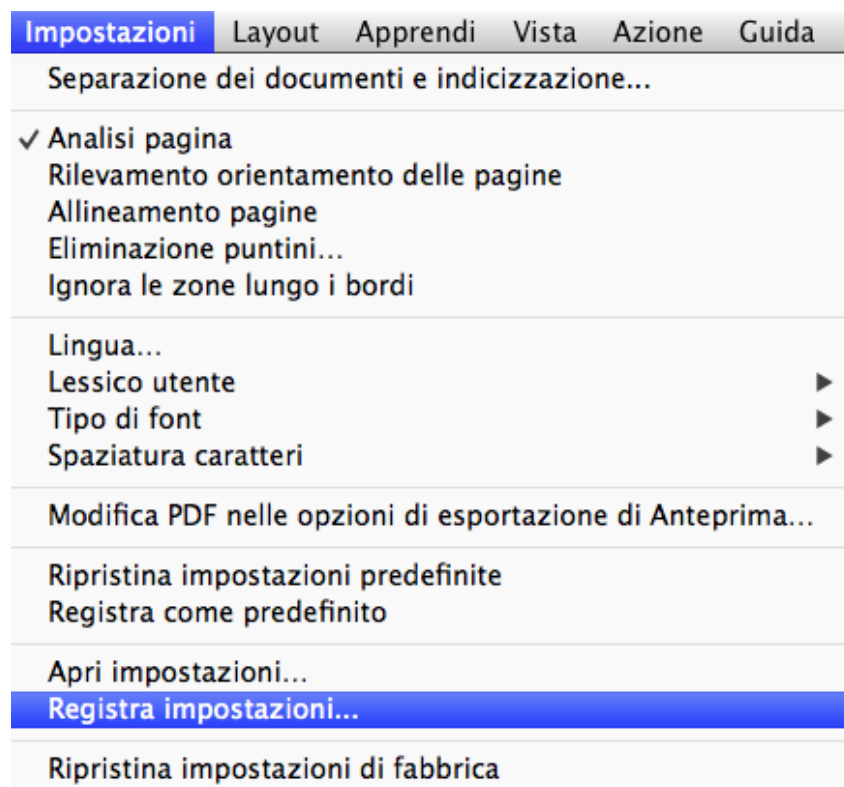 Impostazioni Layout Apprendi Vista Azione Guida
Separazione dei documenti e indicizzazione...
✓ Analisi pagina
Rilevamento orientamento delle pagine
Allineamento pagine
Eliminazione puntini...
Ignora le zone lungo i bordi
Lingua...
Lessico utente
Tipo di font
Spaziatura caratteri
Modifica PDF nelle opzioni di esportazione di Anteprima...
Ripristina impostazioni predefinite
Registra come predefinito
Apri impostazioni...
Registra impostazioni...
Ripristina impostazioni di fabbrica